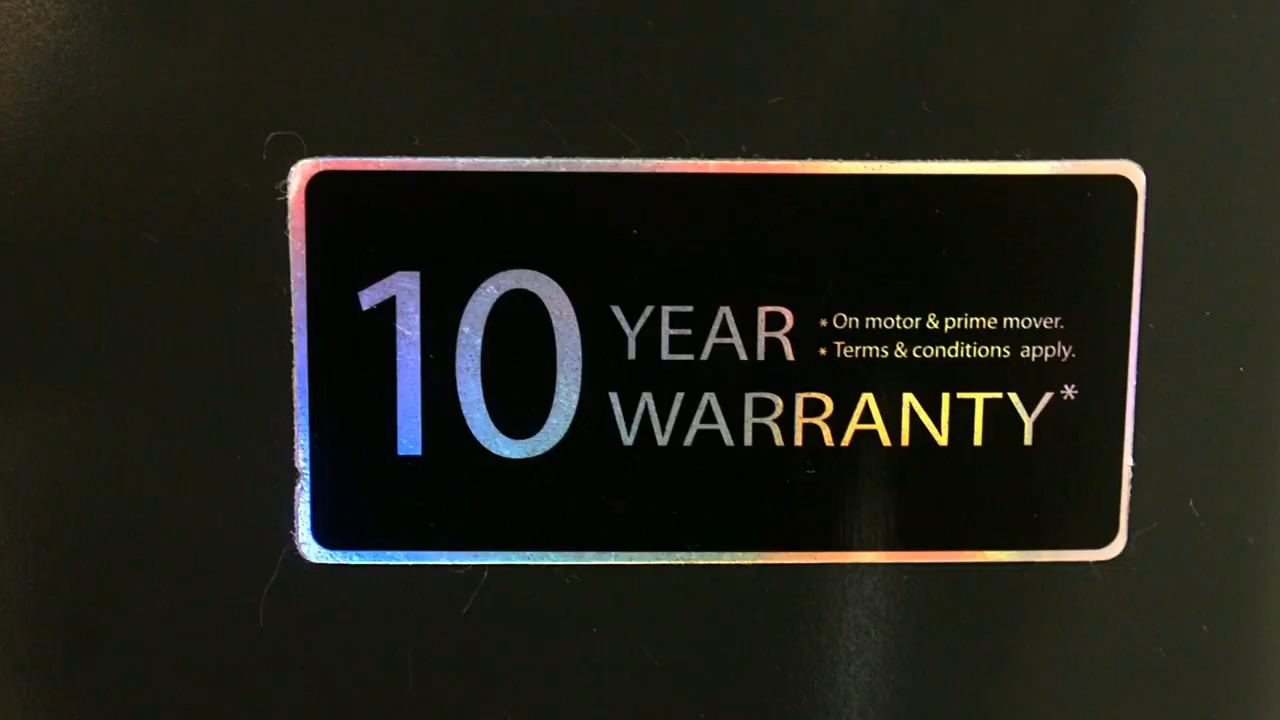 10 YEAR
WARRANTY*
* On motor & prime mover.
* Terms & conditions apply.